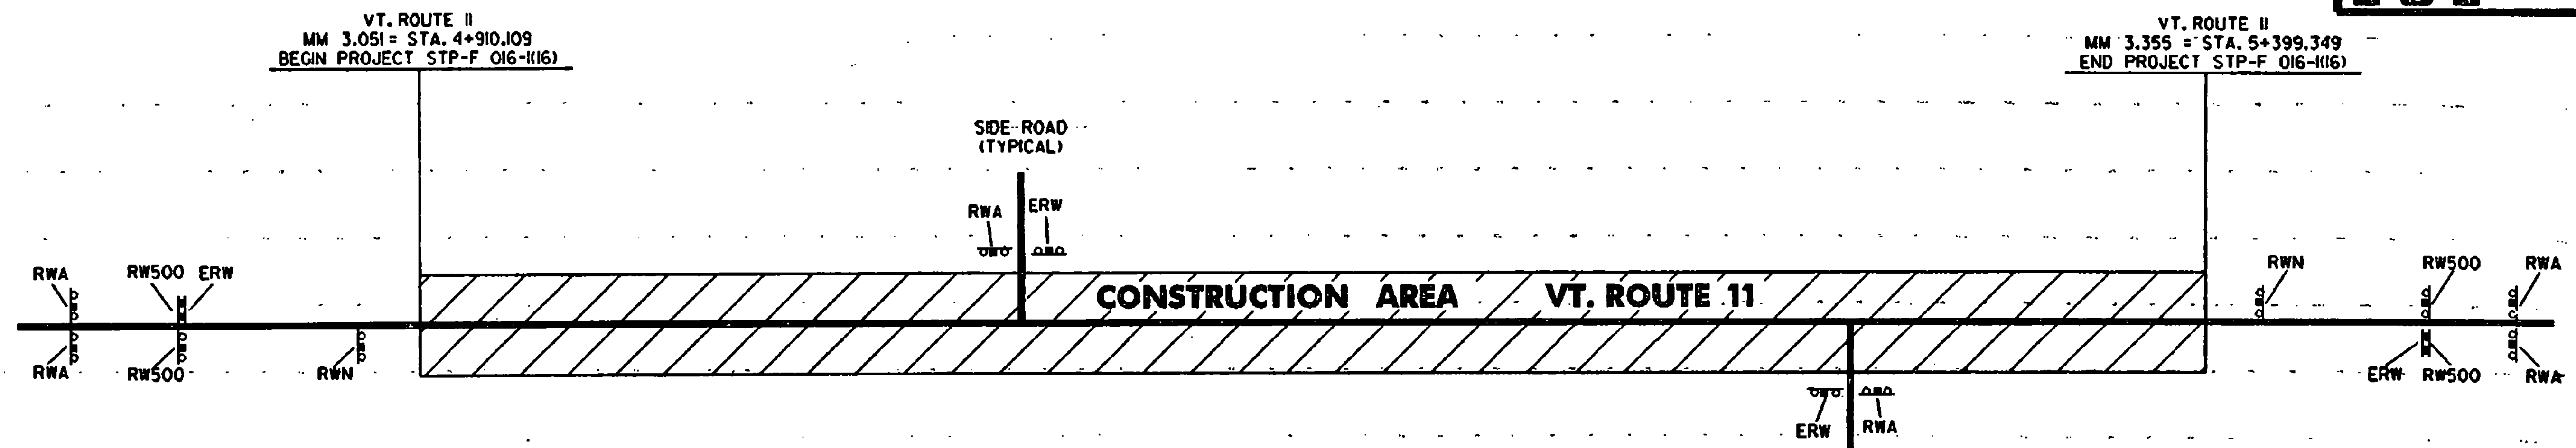 VT. ROUTE 11
MM 3.051 = STA. 4+910.109
BEGIN PROJECT STP-F 016-1(16)
VT. ROUTE 11
MM 3.355 = STA. 5+399.349
END PROJECT STP-F 016-1(16)
SIDE ROAD
(TYPICAL)
RWA ERW
RWA RW500 ERW
RWN RW500 RWA
CONSTRUCTION AREA VT. ROUTE 11
RWA RW500 RWN
ERW RW500 RWA
ERW RWA